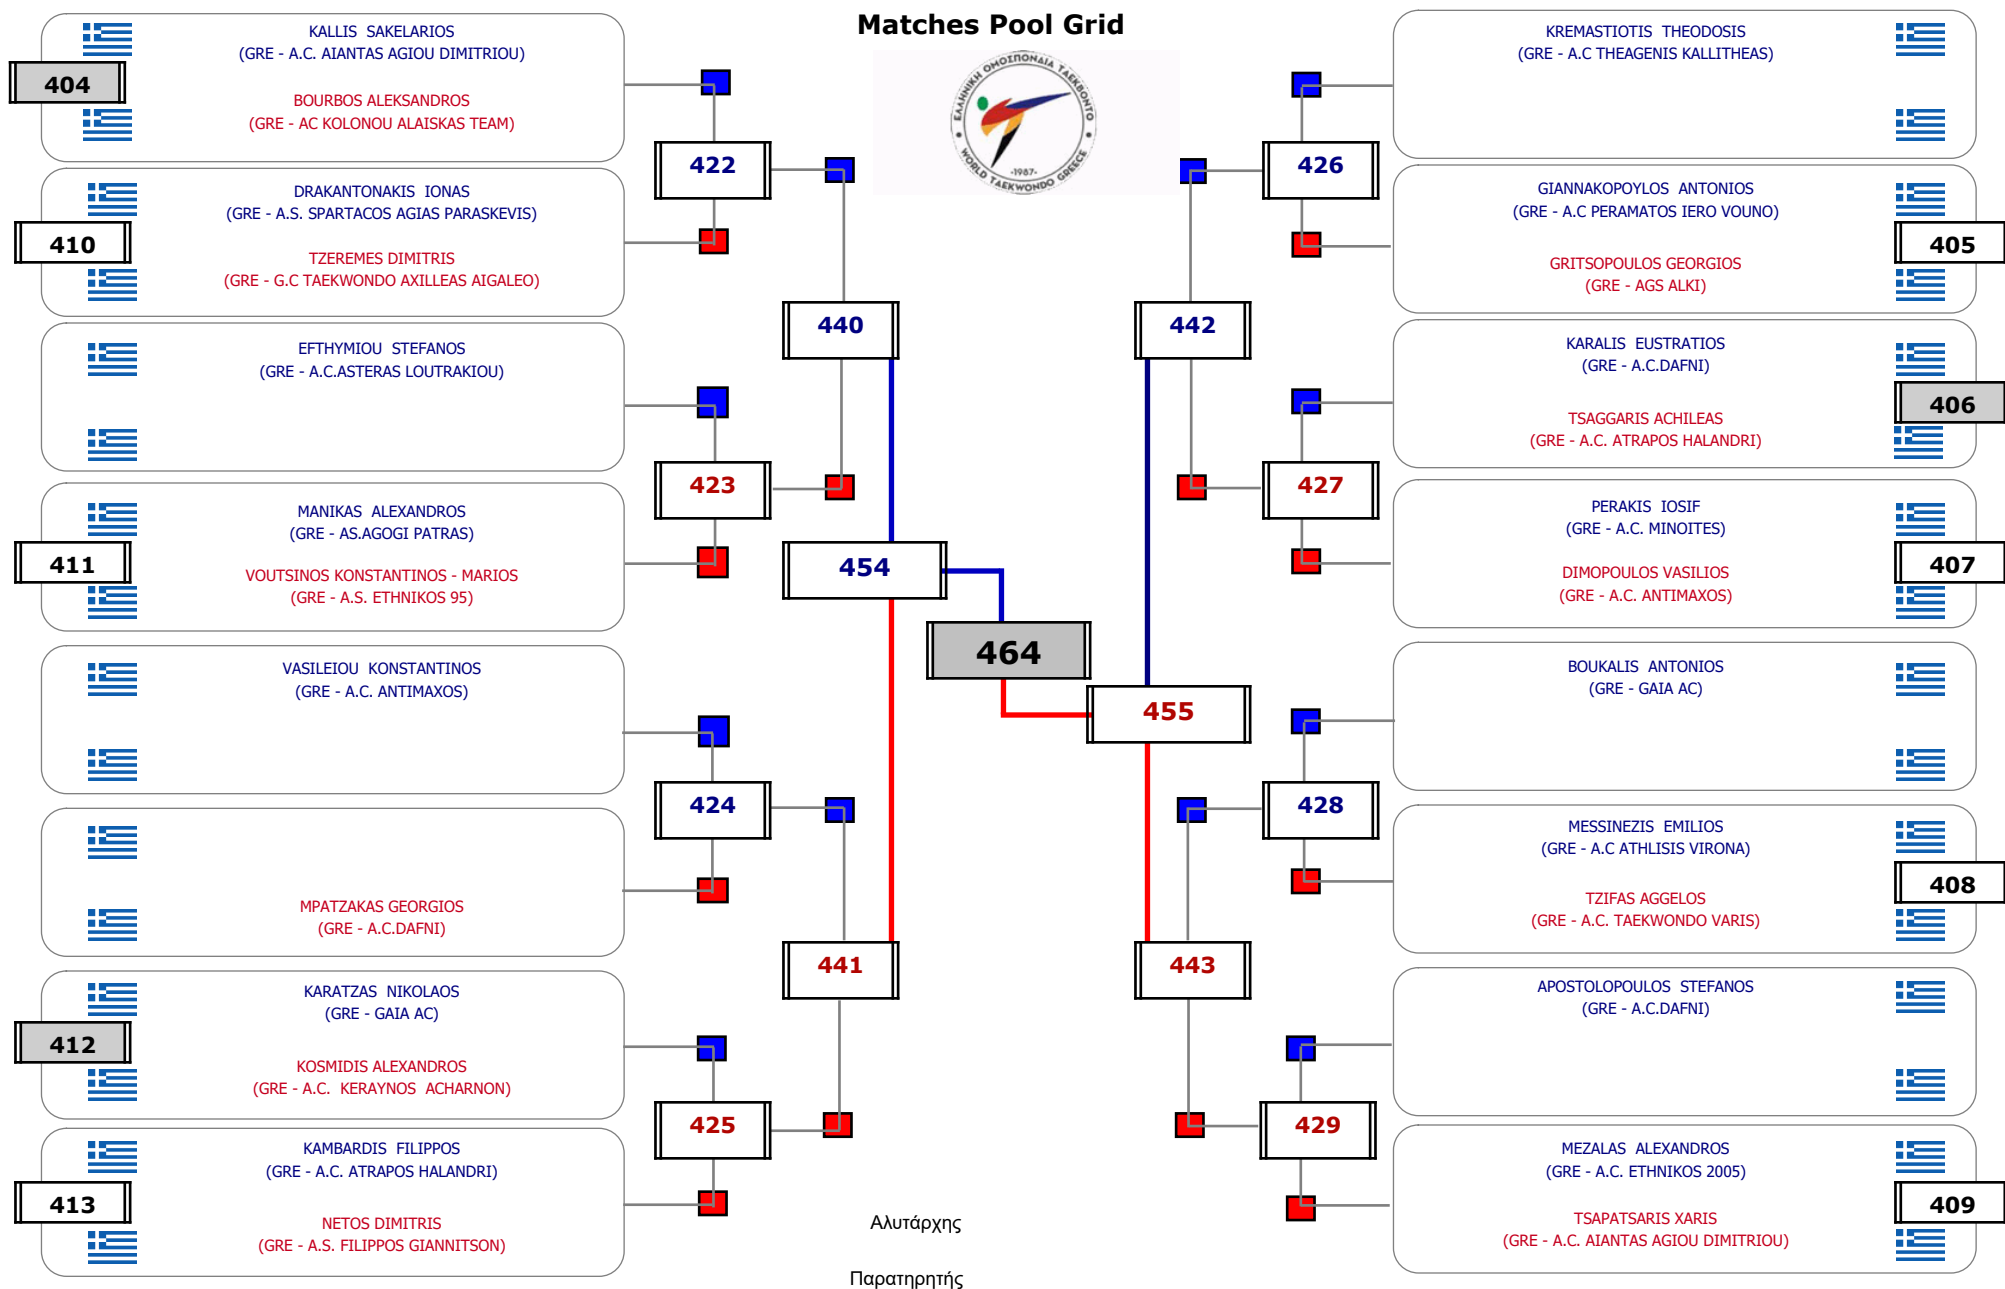 Matches Pool Grid
ΕΛΛΗΝΙΚΗ ΟΜΟΣΠΟΝΔΙΑ ΤΑΕΚΒΟΝΤΟ
-1987-
WORLD TAEKWONDO GREECE
404
KALLIS SAKELARIOS
(GRE - A.C. AIANTAS AGIOU DIMITRIOU)
BOURBOS ALEKSANDROS
(GRE - AC KOLONOU ALAISKAS TEAM)
410
DRAKANTONAKIS IONAS
(GRE - A.S. SPARTACOS AGIAS PARASKEVIS)
TZEREMES DIMITRIS
(GRE - G.C TAEKWONDO AXILLEAS AIGALEO)
EFTHYMIOU STEFANOS
(GRE - A.C.ASTERAS LOUTRAKIOU)
411
MANIKAS ALEXANDROS
(GRE - AS.AGOGI PATRAS)
VOUTSINOS KONSTANTINOS - MARIOS
(GRE - A.S. ETHNIKOS 95)
VASILEIOU KONSTANTINOS
(GRE - A.C. ANTIMAXOS)
MPATZAKAS GEORGIOS
(GRE - A.C.DAFNI)
412
KARATZAS NIKOLAOS
(GRE - GAIA AC)
KOSMIDIS ALEXANDROS
(GRE - A.C. KERAYNOS ACHARNON)
413
KAMBARDIS FILIPPOS
(GRE - A.C. ATRAPOS HALANDRI)
NETOS DIMITRIS
(GRE - A.S. FILIPPOS GIANNITSON)
422
423
424
425
440
441
454
464
455
442
443
426
427
428
429
KREMASTIOTIS THEODOSIS
(GRE - A.C THEAGENIS KALLITHEAS)
GIANNAKOPOYLOS ANTONIOS
(GRE - A.C PERAMATOS IERO VOUNO)
405
GRITSOPOULOS GEORGIOS
(GRE - AGS ALKI)
KARALIS EUSTRATIOS
(GRE - A.C.DAFNI)
406
TSAGGARIS ACHILEAS
(GRE - A.C. ATRAPOS HALANDRI)
PERAKIS IOSIF
(GRE - A.C. MINOITES)
407
DIMOPOULOS VASILIOS
(GRE - A.C. ANTIMAXOS)
BOUKALIS ANTONIOS
(GRE - GAIA AC)
MESSINEZIS EMILIOS
(GRE - A.C ATHLISIS VIRONA)
408
TZIFAS AGGELOS
(GRE - A.C. TAEKWONDO VARIS)
APOSTOLOPOULOS STEFANOS
(GRE - A.C.DAFNI)
MEZALAS ALEXANDROS
(GRE - A.C. ETHNIKOS 2005)
409
TSAPATSARIS XARIS
(GRE - A.C. AIANTAS AGIOU DIMITRIOU)
Αλυτάρχης
Παρατηρητής